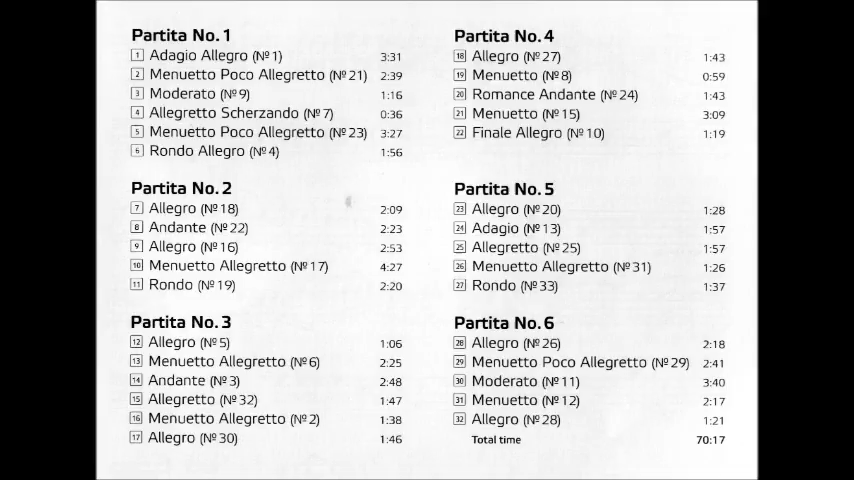 Partita No. 1
1 Adagio Allegro (Nº 1) 3:31
2 Menuetto Poco Allegretto (Nº 21) 2:39
3 Moderato (Nº 9) 1:16
4 Allegretto Scherzando (Nº 7) 0:36
5 Menuetto Poco Allegretto (Nº 23) 3:27
6 Rondo Allegro (Nº 4) 1:56
Partita No. 2
7 Allegro (Nº 18) 2:09
8 Andante (Nº 22) 2:23
9 Allegro (Nº 16) 2:53
10 Menuetto Allegretto (Nº 17) 4:27
11 Rondo (Nº 19) 2:20
Partita No. 3
12 Allegro (Nº 5) 1:06
13 Menuetto Allegretto (Nº 6) 2:25
14 Andante (Nº 3) 2:48
15 Allegretto (Nº 32) 1:47
16 Menuetto Allegretto (Nº 2) 1:38
17 Allegro (Nº 30) 1:46
Partita No. 4
18 Allegro (Nº 27) 1:43
19 Menuetto (Nº 8) 0:59
20 Romance Andante (Nº 24) 1:43
21 Menuetto (Nº 15) 3:09
22 Finale Allegro (Nº 10) 1:19
Partita No. 5
23 Allegro (Nº 20) 1:28
24 Adagio (Nº 13) 1:57
25 Allegretto (Nº 25) 1:57
26 Menuetto Allegretto (Nº 31) 1:26
27 Rondo (Nº 33) 1:37
Partita No. 6
28 Allegro (Nº 26) 2:18
29 Menuetto Poco Allegretto (Nº 29) 2:41
30 Moderato (Nº 11) 3:40
31 Menuetto (Nº 12) 2:17
32 Allegro (Nº 28) 1:21
Total time 70:17